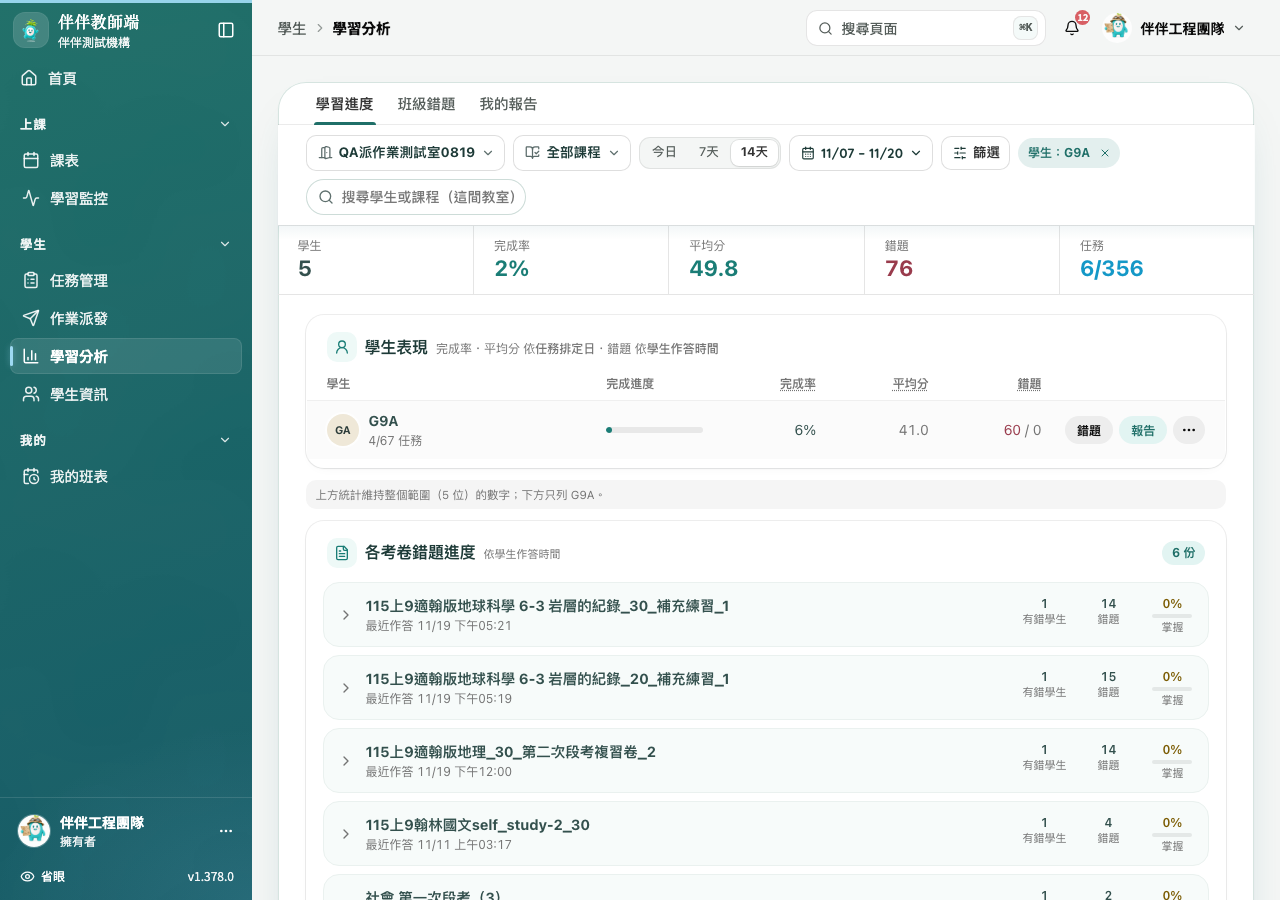 伴伴教師端
伴伴測試機構
首頁
上課
課表
學習監控
學生
任務管理
作業派發
學習分析
學生資訊
我的
我的班表
伴伴工程團隊
擁有者
省眼
v1.378.0
學生 > 學習分析
搜尋頁面
⌘K
12
伴伴工程團隊
學習進度 班級錯題 我的報告
QA派作業測試室0819
全部課程
今日 7天 14天
11/07 – 11/20
篩選
學生：G9A ×
搜尋學生或課程（這間教室）
學生 完成率 平均分 錯題 任務
5 2% 49.8 76 6/356
學生表現 完成率・平均分 依任務排定日・錯題 依學生作答時間
學生 完成進度 完成率 平均分 錯題
GA
G9A
4/67 任務
6% 41.0 60 / 0 錯題 報告
上方統計維持整個範圍（5 位）的數字；下方只列 G9A。
各考卷錯題進度 依學生作答時間 6 份
115上9適翰版地球科學 6-3 岩層的紀錄_30_補充練習_1
最近作答 11/19 下午05:21
1 14 0%
有錯學生 錯題 掌握
115上9適翰版地球科學 6-3 岩層的紀錄_20_補充練習_1
最近作答 11/19 下午05:19
1 15 0%
有錯學生 錯題 掌握
115上9適翰版地理_30_第二次段考複習卷_2
最近作答 11/19 下午12:00
1 14 0%
有錯學生 錯題 掌握
115上9翰林國文self_study-2_30
最近作答 11/11 上午03:17
1 4 0%
有錯學生 錯題 掌握
社會 第一次段考（3）
1 2 0%